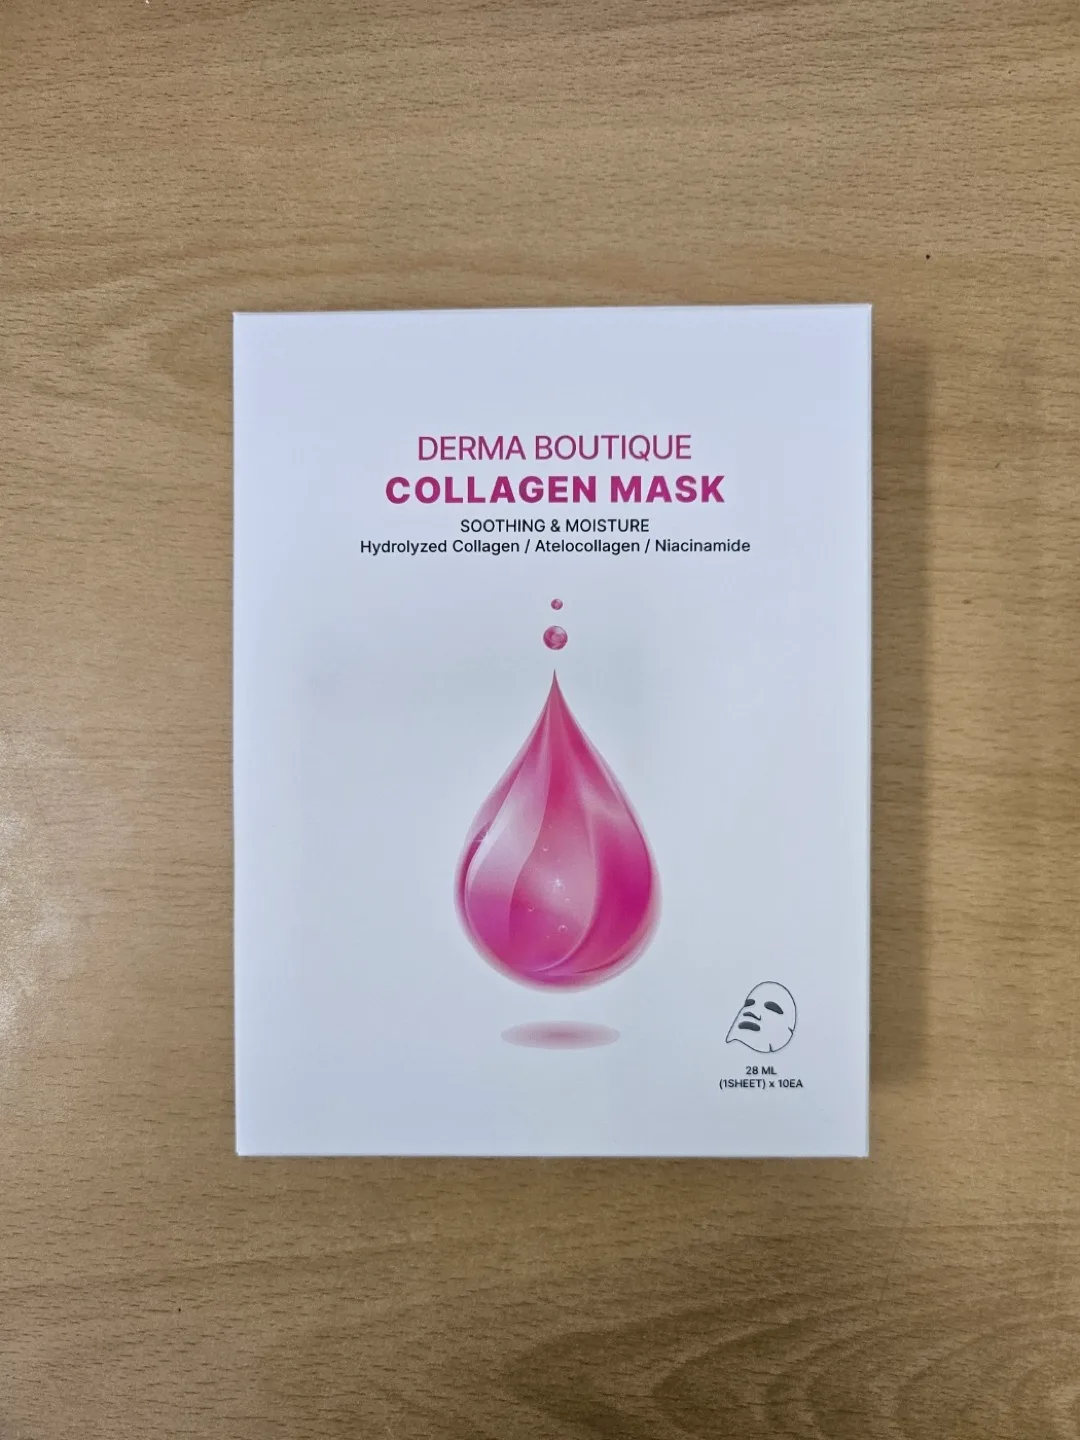 DERMA BOUTIQUE
COLLAGEN MASK
SOOTHING & MOISTURE
Hydrolyzed Collagen / Atelocollagen / Niacinamide
28 ML
(1SHEET) x 10EA